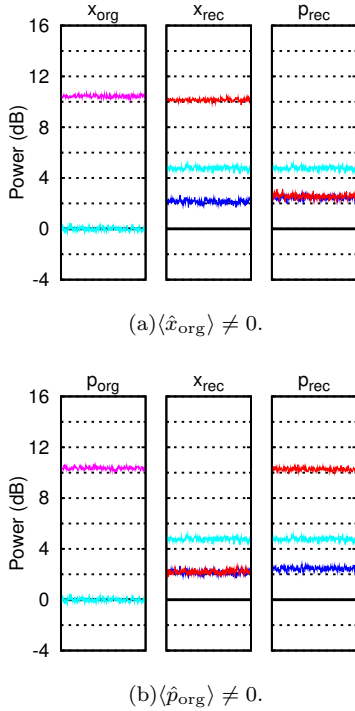 x_org x_rec p_rec
16
12
8
4
0
-4
Power (dB)
(a)⟨x̂_org⟩ ≠ 0.
p_org x_rec p_rec
16
12
8
4
0
-4
Power (dB)
(b)⟨p̂_org⟩ ≠ 0.